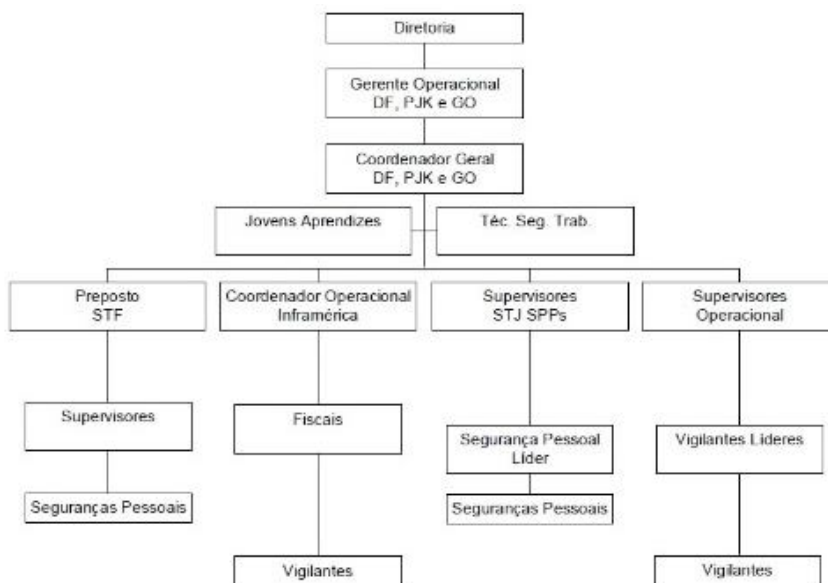 Diretoria
Gerente Operacional
DF, PJK e GO
Coordenador Geral
DF, PJK e GO
Jovens Aprendizes
Téc. Seg. Trab.
Preposto
STF
Coordenador Operacional
Inframérica
Supervisores
STJ SPPs
Supervisores
Operacional
Supervisores
Fiscais
Segurança Pessoal
Líder
Vigilantes Líderes
Seguranças Pessoais
Seguranças Pessoais
Vigilantes
Vigilantes